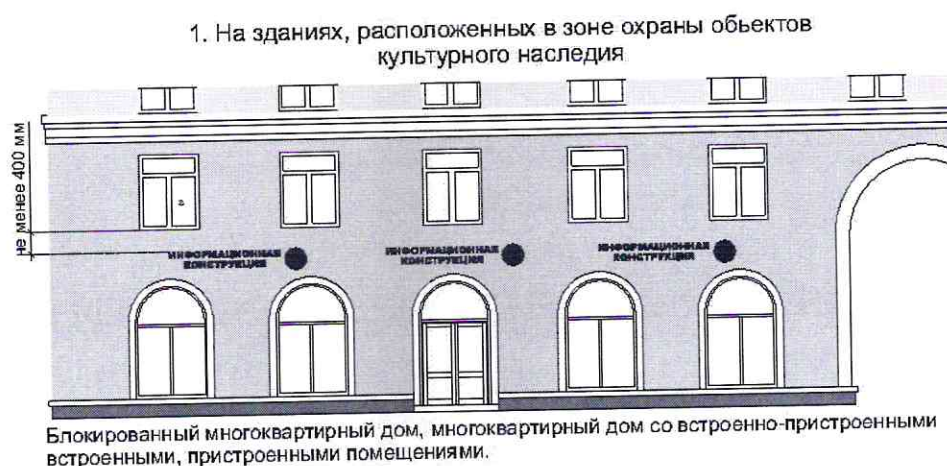 1. На зданиях, расположенных в зоне охраны обьектов
культурного наследия
не менее 400 мм
ИНФОРМАЦИОННАЯ
КОНСТРУКЦИЯ
ИНФОРМАЦИОННАЯ
КОНСТРУКЦИЯ
ИНФОРМАЦИОННАЯ
КОНСТРУКЦИЯ
Блокированный многоквартирный дом, многоквартирный дом со встроенно-пристроенными
встроенными, пристроенными помещениями.